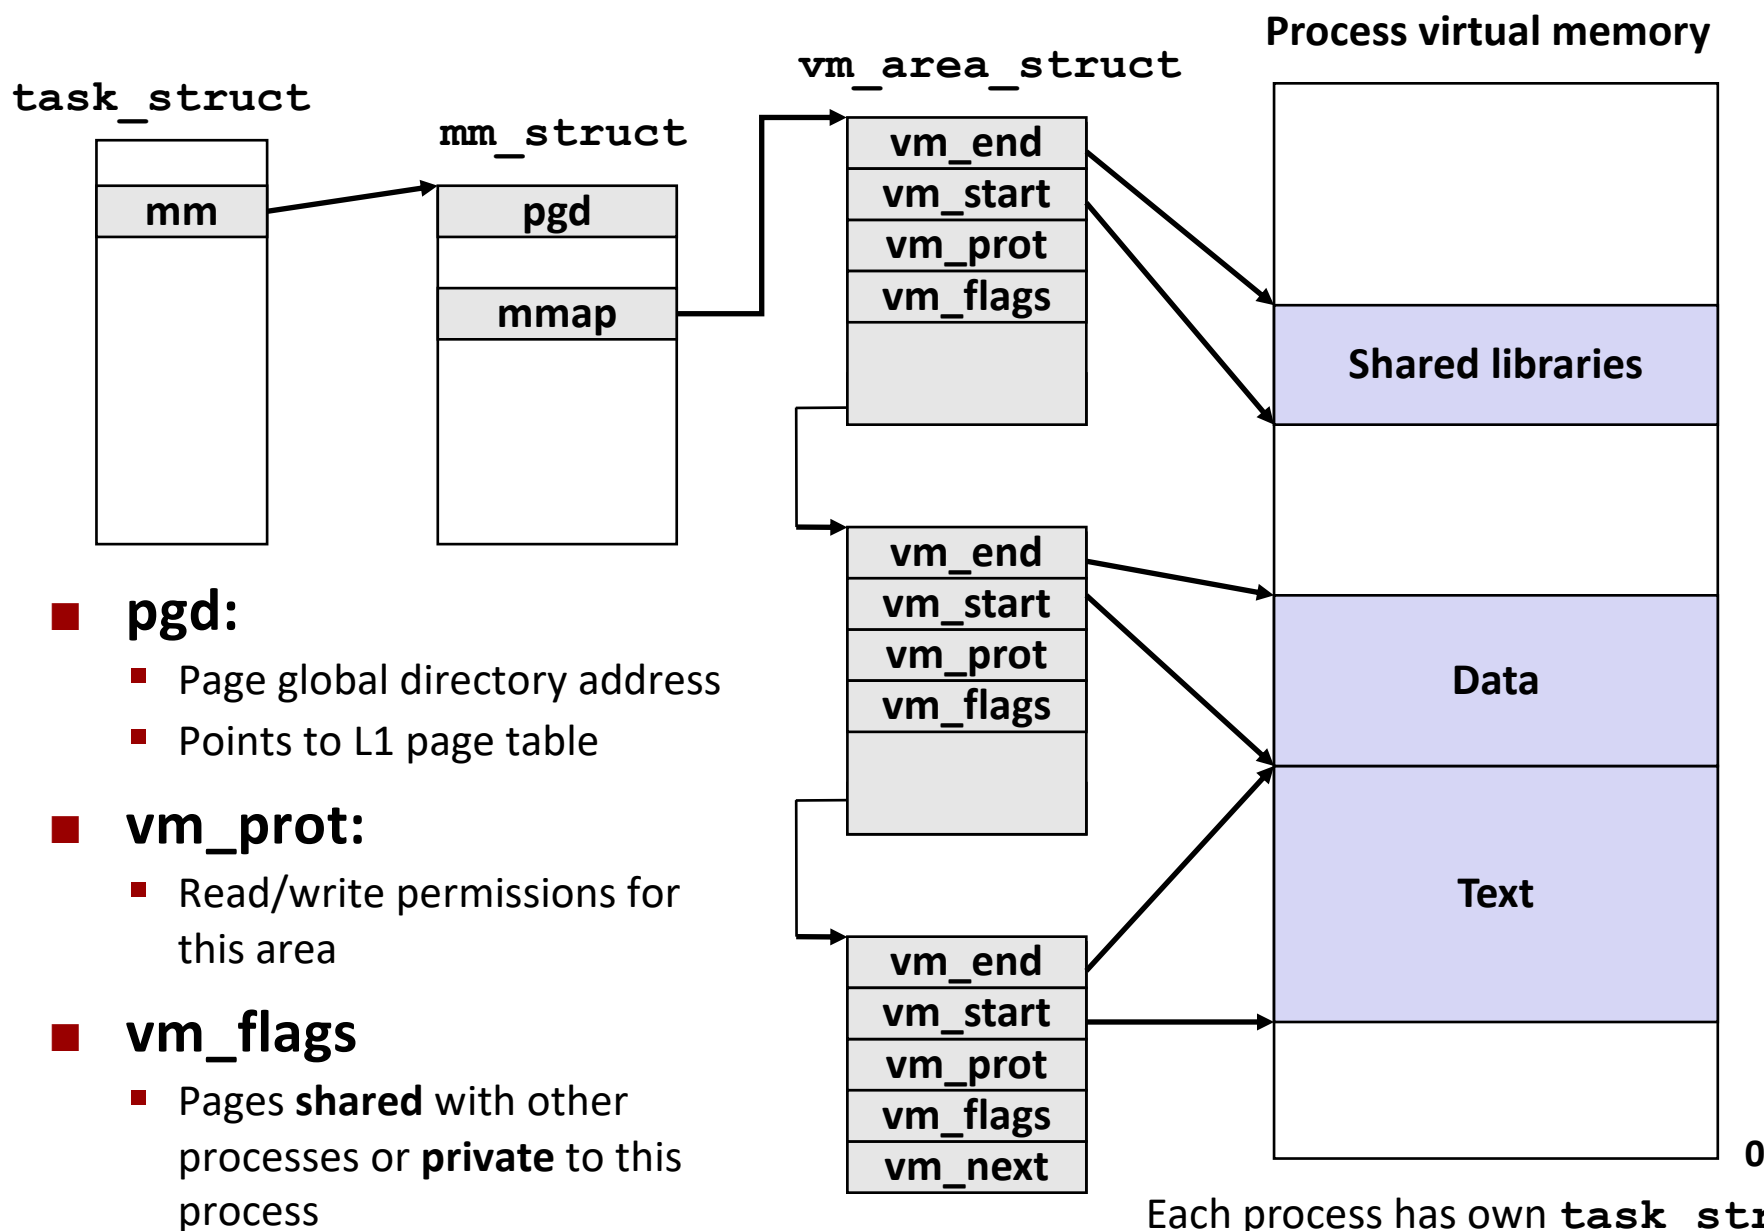 Process virtual memory
vm_area_struct
task_struct
mm_struct
mm
pgd
mmap
vm_end
vm_start
vm_prot
vm_flags
Shared libraries
vm_end
vm_start
vm_prot
vm_flags
Data
Text
vm_end
vm_start
vm_prot
vm_flags
vm_next
0
pgd:
Page global directory address
Points to L1 page table
vm_prot:
Read/write permissions for
this area
vm_flags
Pages shared with other
processes or private to this
process
Each process has own